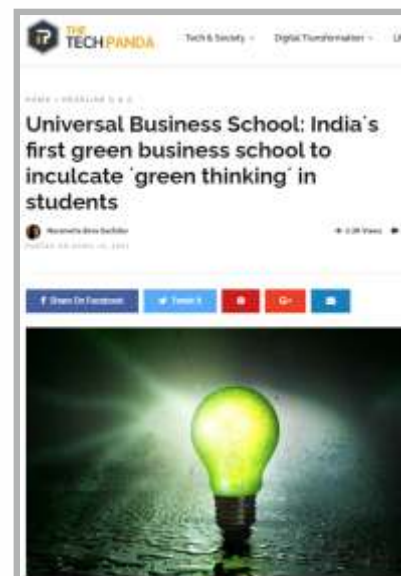 THE
TECH PANDA
Tech & Society
Digital Transformation
Universal Business School: India´s
first green business school to
inculcate ´green thinking´ in
students
Share On Facebook
Tweet It
G+